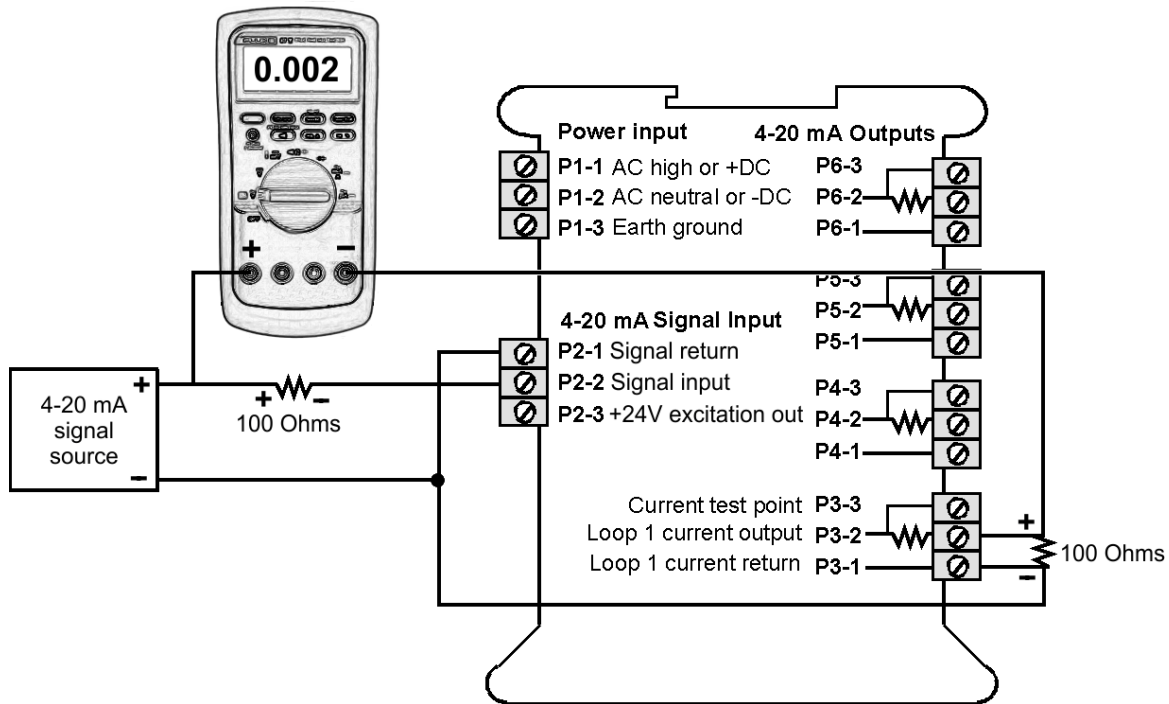 0.002
+ −
Power input
P1-1 AC high or +DC
P1-2 AC neutral or -DC
P1-3 Earth ground
4-20 mA Outputs
P6-3
P6-2
P6-1
P5-3
P5-2
P5-1
4-20 mA Signal Input
P2-1 Signal return
P2-2 Signal input
P2-3 +24V excitation out
P4-3
P4-2
P4-1
4-20 mA
signal
source
+
−
+ −
100 Ohms
Current test point P3-3
Loop 1 current output P3-2
Loop 1 current return P3-1
+
100 Ohms
−